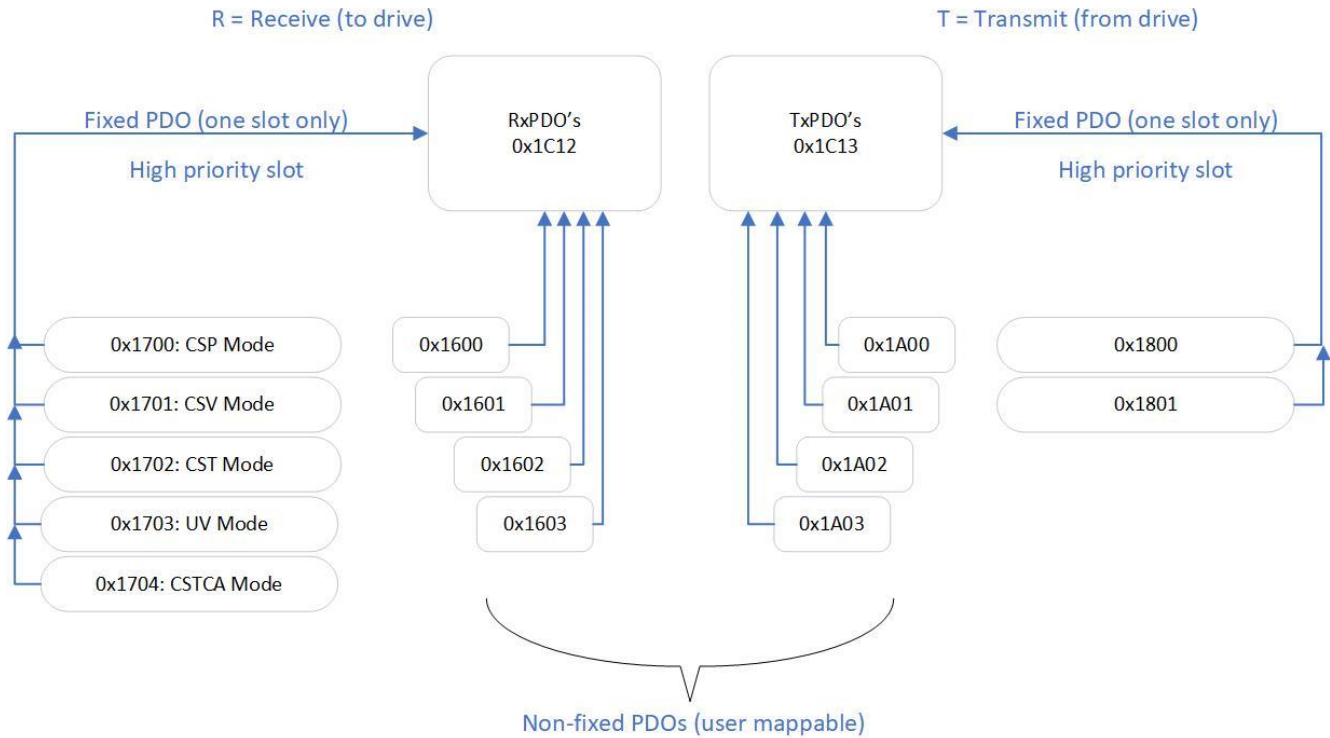 R = Receive (to drive)
T = Transmit (from drive)
Fixed PDO (one slot only)
High priority slot
RxPDO's
0x1C12
TxPDO's
0x1C13
Fixed PDO (one slot only)
High priority slot
0x1700: CSP Mode
0x1701: CSV Mode
0x1702: CST Mode
0x1703: UV Mode
0x1704: CSTCA Mode
0x1600
0x1601
0x1602
0x1603
0x1A00
0x1A01
0x1A02
0x1A03
0x1800
0x1801
Non-fixed PDOs (user mappable)